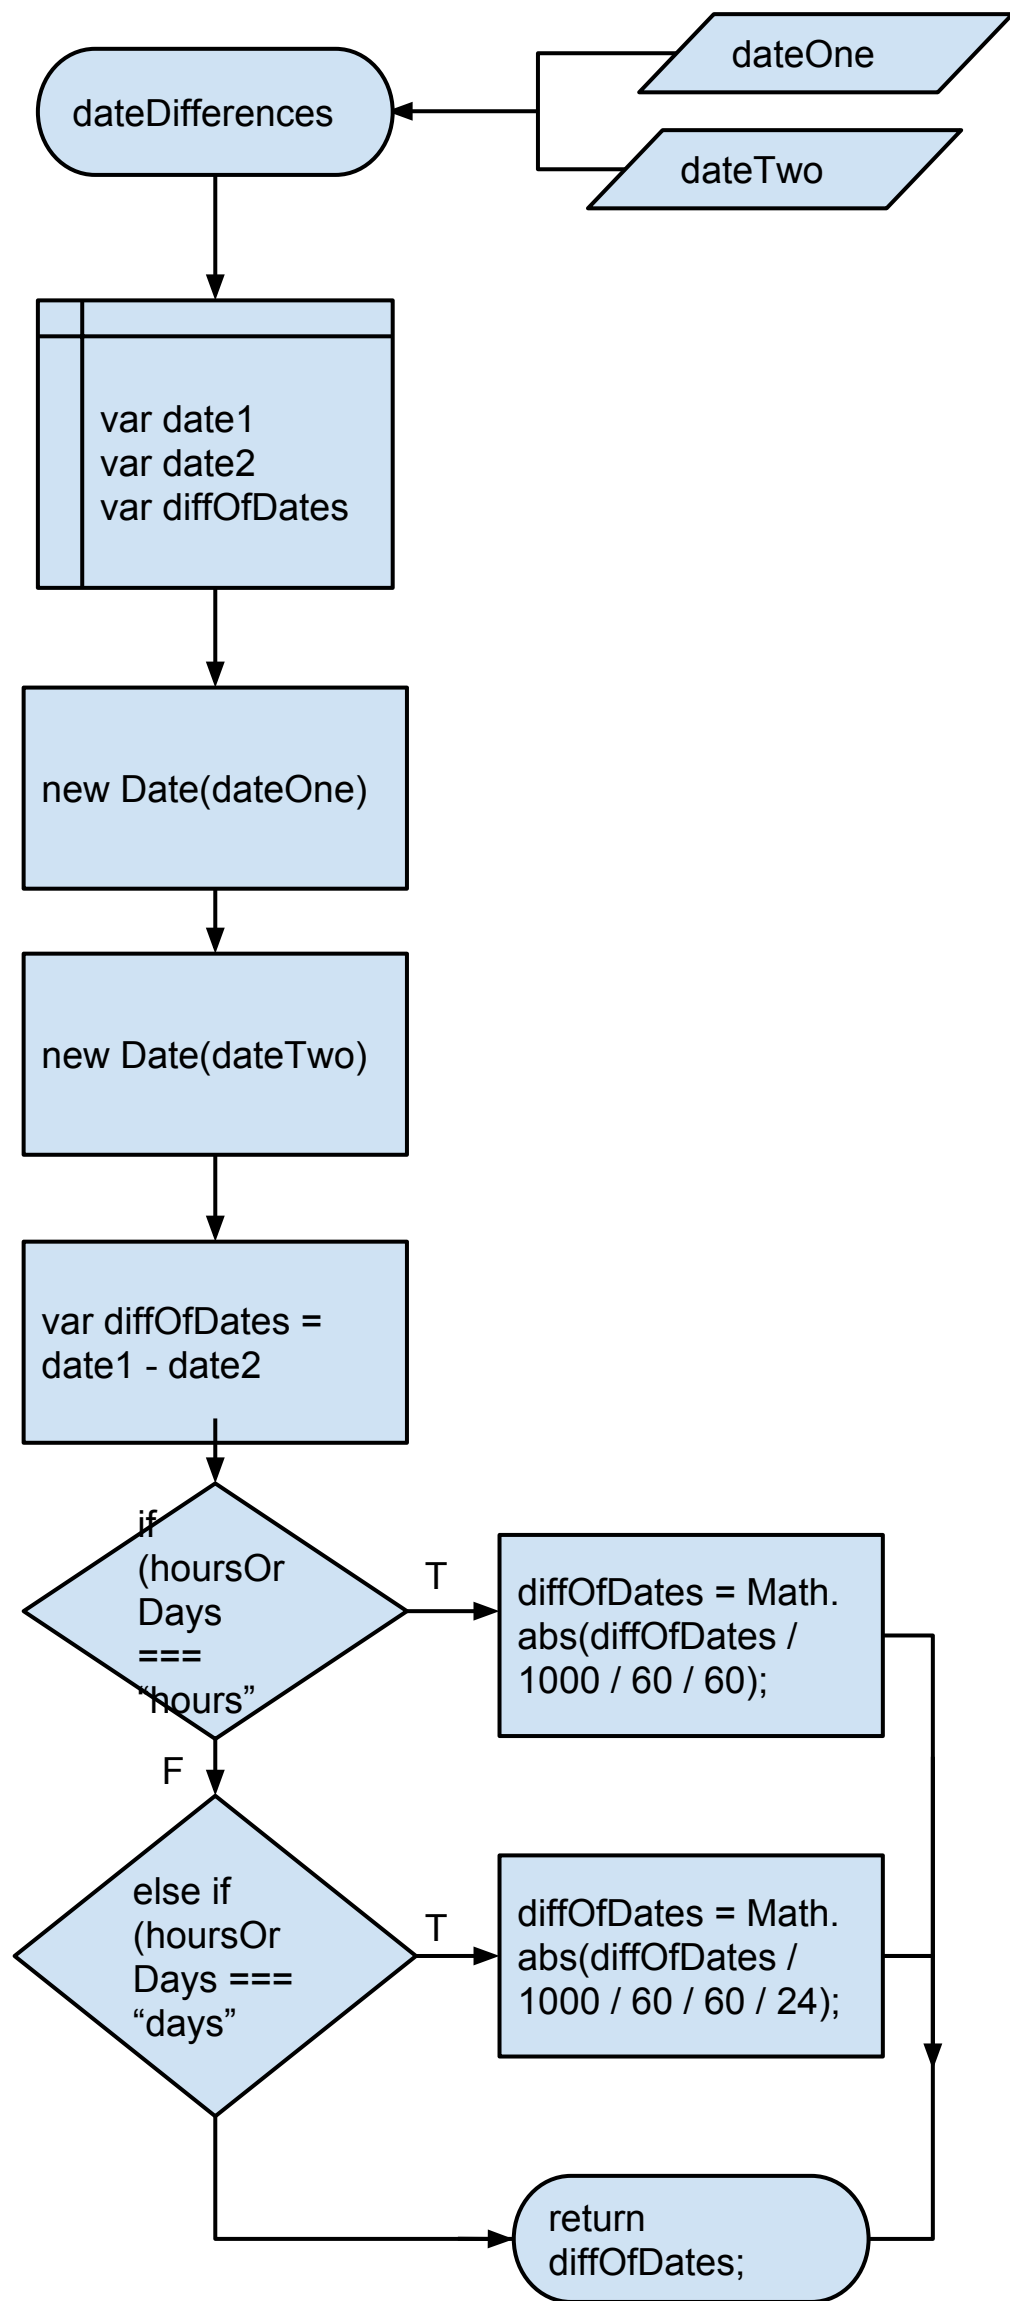 dateDifferences
dateOne
dateTwo
var date1
var date2
var diffOfDates
new Date(dateOne)
new Date(dateTwo)
var diffOfDates =
date1 - date2
if
(hoursOr
Days
===
“hours”
T
diffOfDates = Math.
abs(diffOfDates /
1000 / 60 / 60);
F
else if
(hoursOr
Days ===
“days”
T
diffOfDates = Math.
abs(diffOfDates /
1000 / 60 / 60 / 24);
return
diffOfDates;